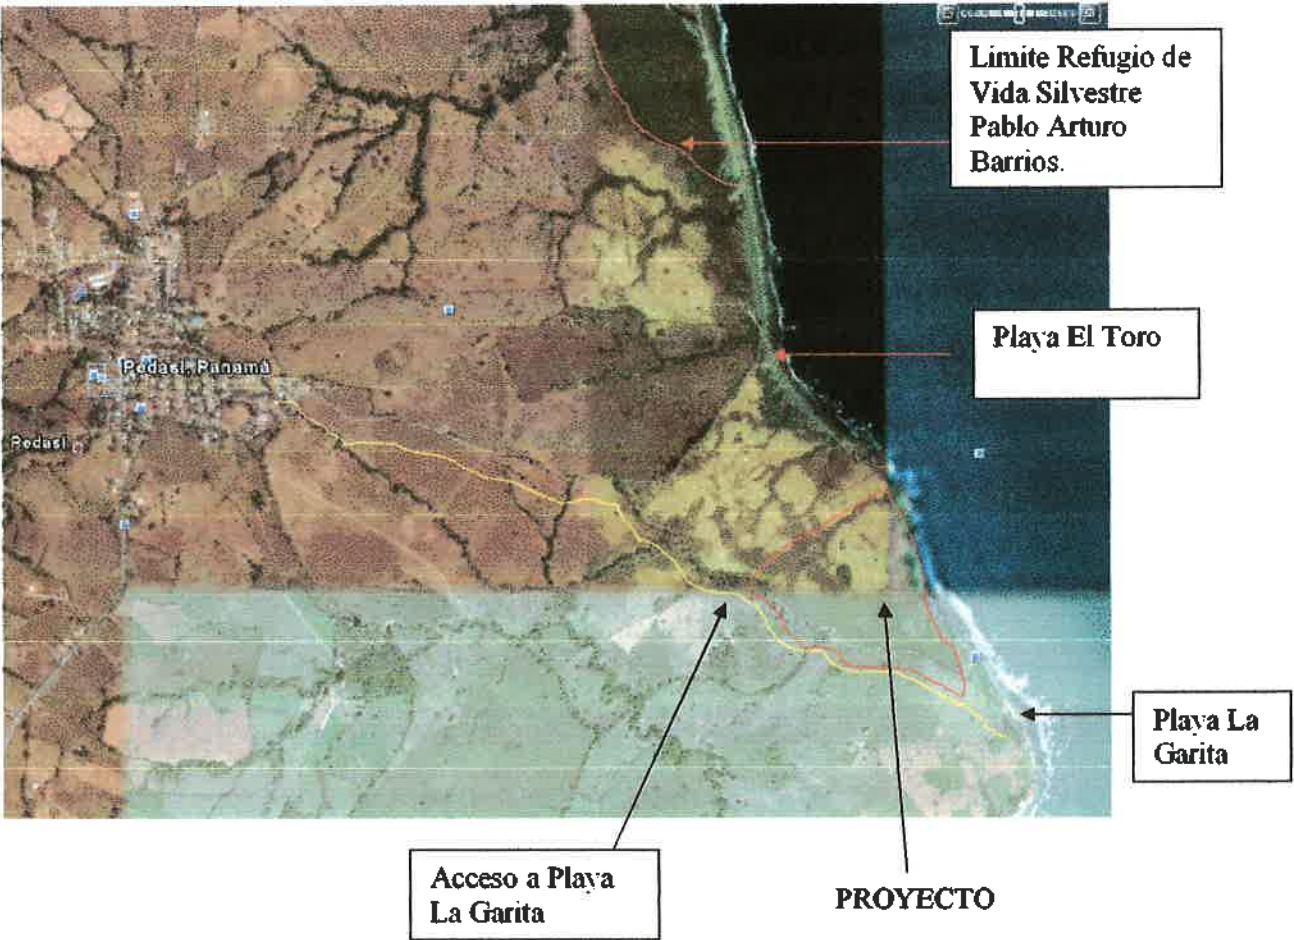 Limite Refugio de
Vida Silvestre
Pablo Arturo
Barrios.
Playa El Toro
Pedasi, Panamá
Pedasi
Playa La
Garita
Acceso a Playa
La Garita
PROYECTO